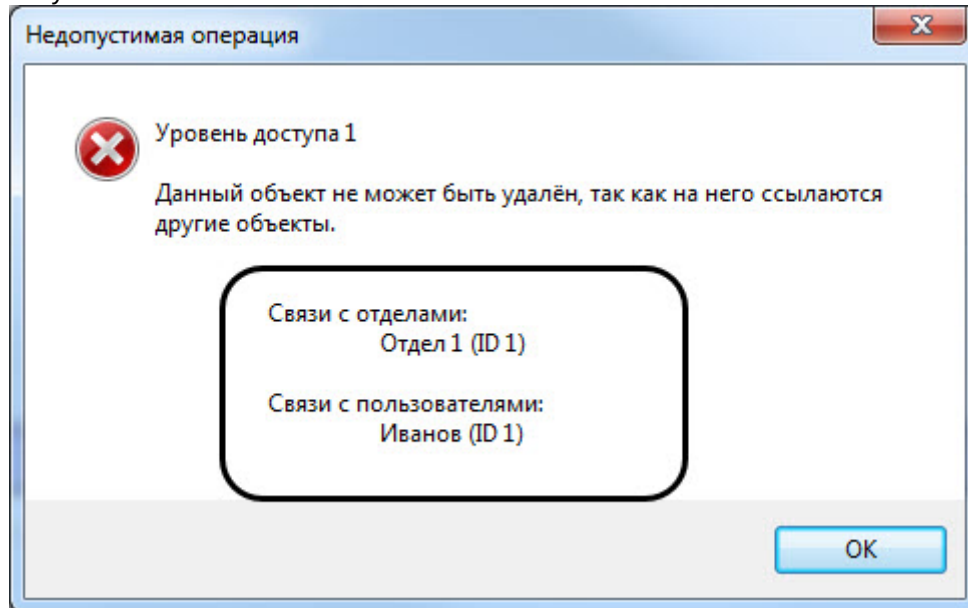 Недопустимая операция
Уровень доступа 1
Данный объект не может быть удалён, так как на него ссылаются
другие объекты.
Связи с отделами:
Отдел 1 (ID 1)
Связи с пользователями:
Иванов (ID 1)
OK